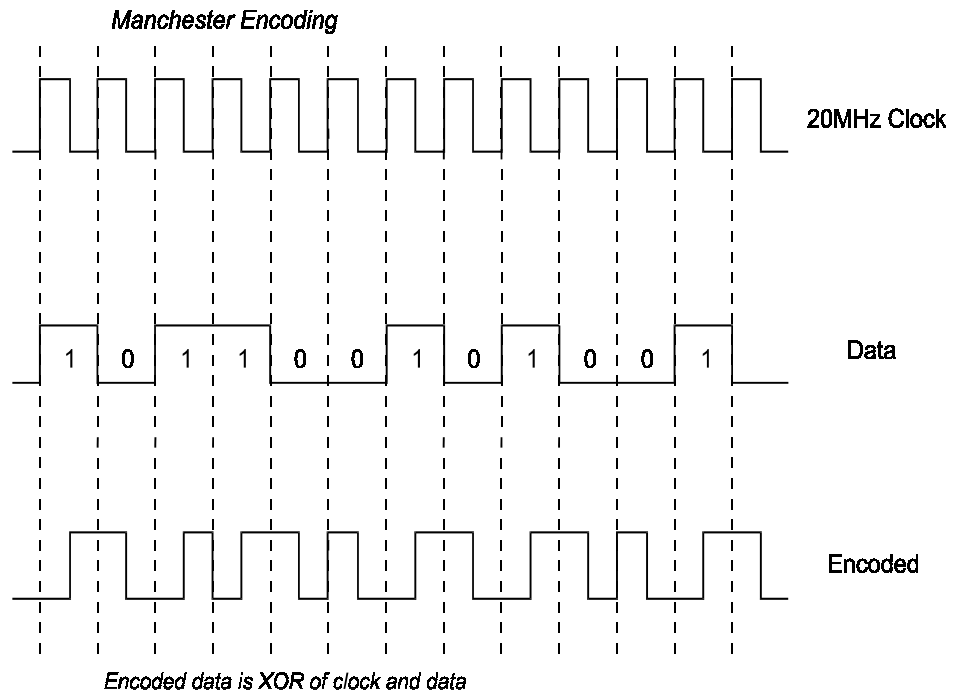 Manchester Encoding
20MHz Clock
1 0 1 1 0 0 1 0 1 0 0 1
Data
Encoded
Encoded data is XOR of clock and data